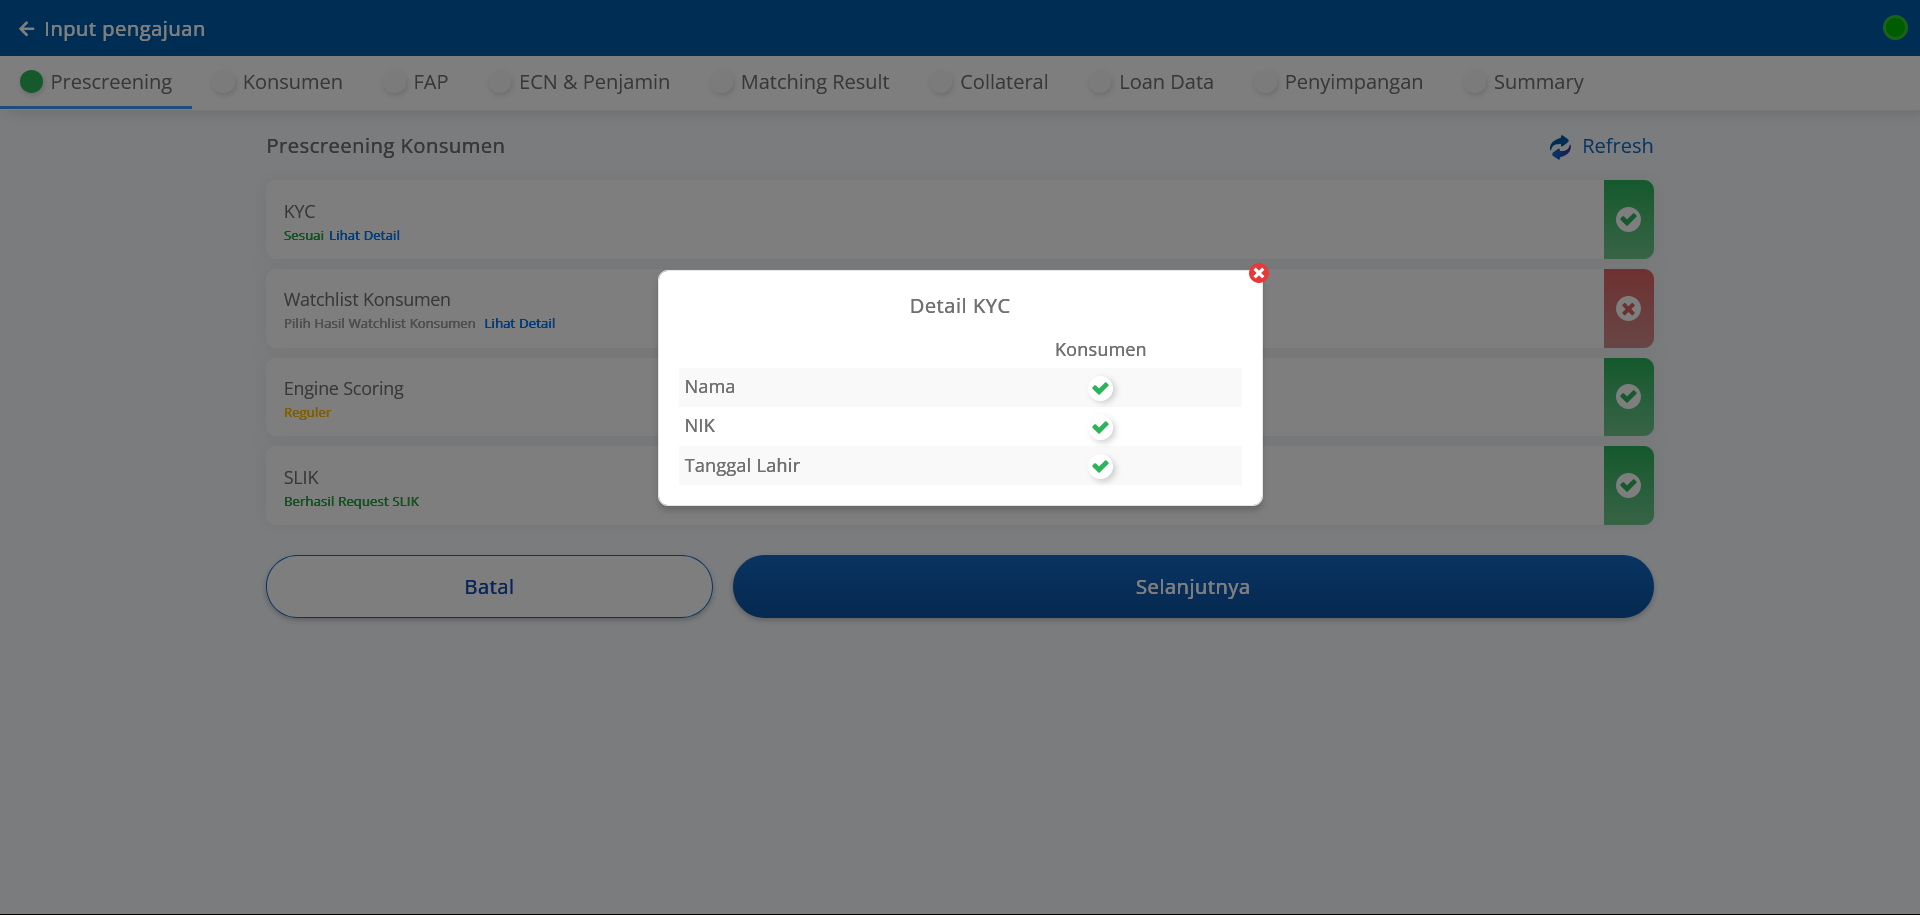 Input pengajuan
Prescreening Konsumen FAP ECN & Penjamin Matching Result Collateral Loan Data Penyimpangan Summary
Prescreening Konsumen
Refresh
KYC
Sesuai Lihat Detail
Watchlist Konsumen
Pilih Hasil Watchlist Konsumen Lihat Detail
Engine Scoring
Reguler
SLIK
Berhasil Request SLIK
Detail KYC
Konsumen
Nama
NIK
Tanggal Lahir
Batal
Selanjutnya